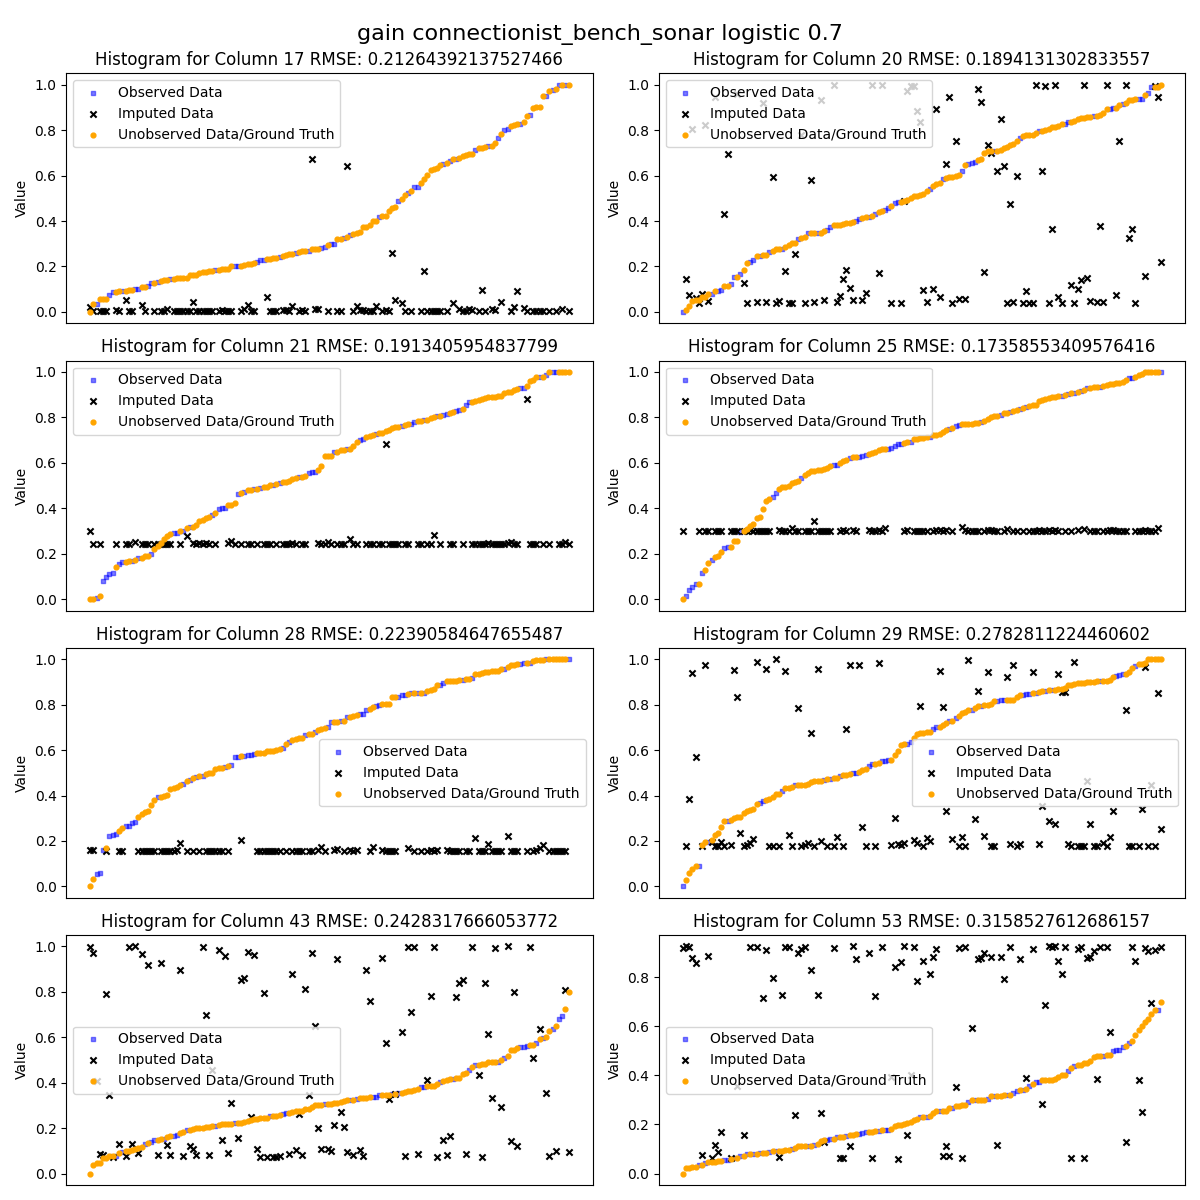 gain connectionist_bench_sonar logistic 0.7
Histogram for Column 17 RMSE: 0.21264392137527466
Value
1.0
0.8
0.6
0.4
0.2
0.0
Observed Data
Imputed Data
Unobserved Data/Ground Truth
Histogram for Column 20 RMSE: 0.1894131302833557
Value
1.0
0.8
0.6
0.4
0.2
0.0
Observed Data
Imputed Data
Unobserved Data/Ground Truth
Histogram for Column 21 RMSE: 0.1913405954837799
Value
1.0
0.8
0.6
0.4
0.2
0.0
Observed Data
Imputed Data
Unobserved Data/Ground Truth
Histogram for Column 25 RMSE: 0.17358553409576416
Value
1.0
0.8
0.6
0.4
0.2
0.0
Observed Data
Imputed Data
Unobserved Data/Ground Truth
Histogram for Column 28 RMSE: 0.22390584647655487
Value
1.0
0.8
0.6
0.4
0.2
0.0
Observed Data
Imputed Data
Unobserved Data/Ground Truth
Histogram for Column 29 RMSE: 0.2782811224460602
Value
1.0
0.8
0.6
0.4
0.2
0.0
Observed Data
Imputed Data
Unobserved Data/Ground Truth
Histogram for Column 43 RMSE: 0.2428317666053772
Value
1.0
0.8
0.6
0.4
0.2
0.0
Observed Data
Imputed Data
Unobserved Data/Ground Truth
Histogram for Column 53 RMSE: 0.3158527612686157
Value
0.8
0.6
0.4
0.2
0.0
Observed Data
Imputed Data
Unobserved Data/Ground Truth